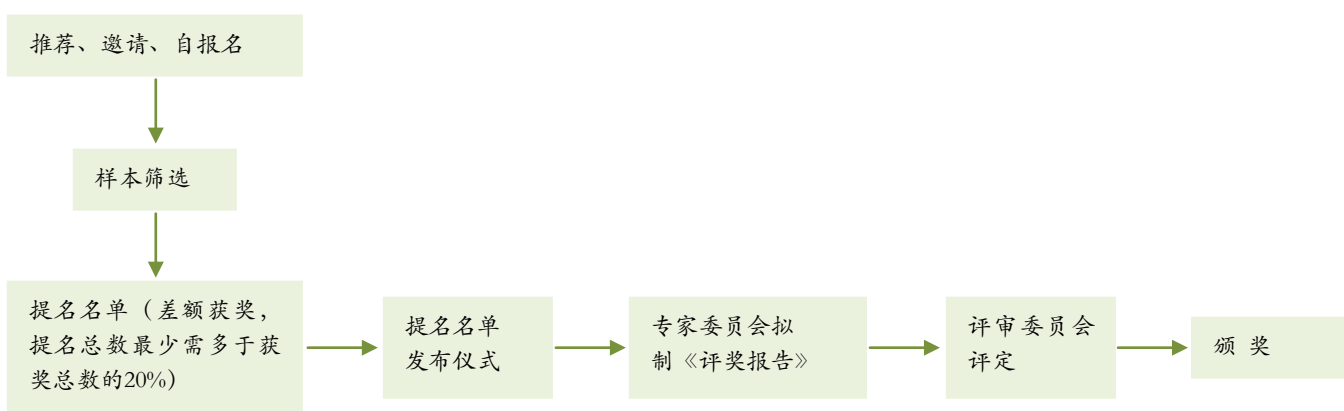 推荐、邀请、自报名
样本筛选
提名名单（差额获奖，
提名总数最少需多于获
奖总数的20%）
提名名单
发布仪式
专家委员会拟
制《评奖报告》
评审委员会
评定
颁 奖